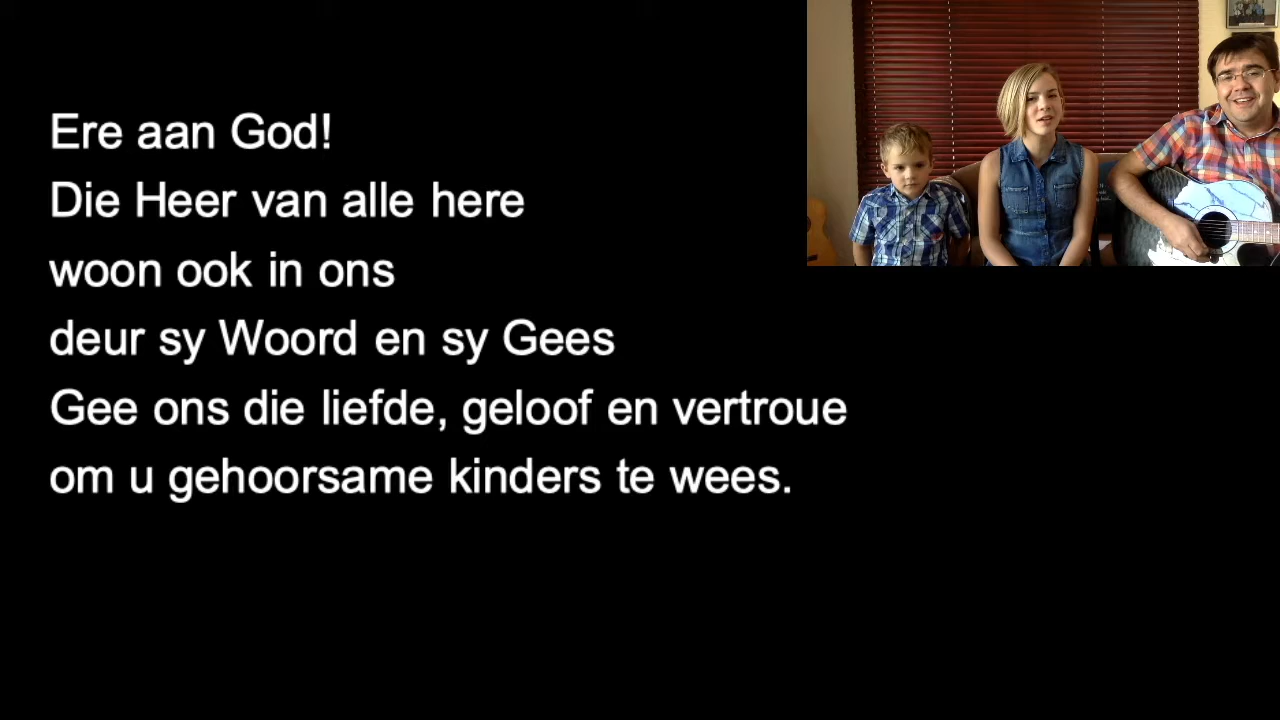 Ere aan God!
Die Heer van alle here
woon ook in ons
deur sy Woord en sy Gees
Gee ons die liefde, geloof en vertroue
om u gehoorsame kinders te wees.